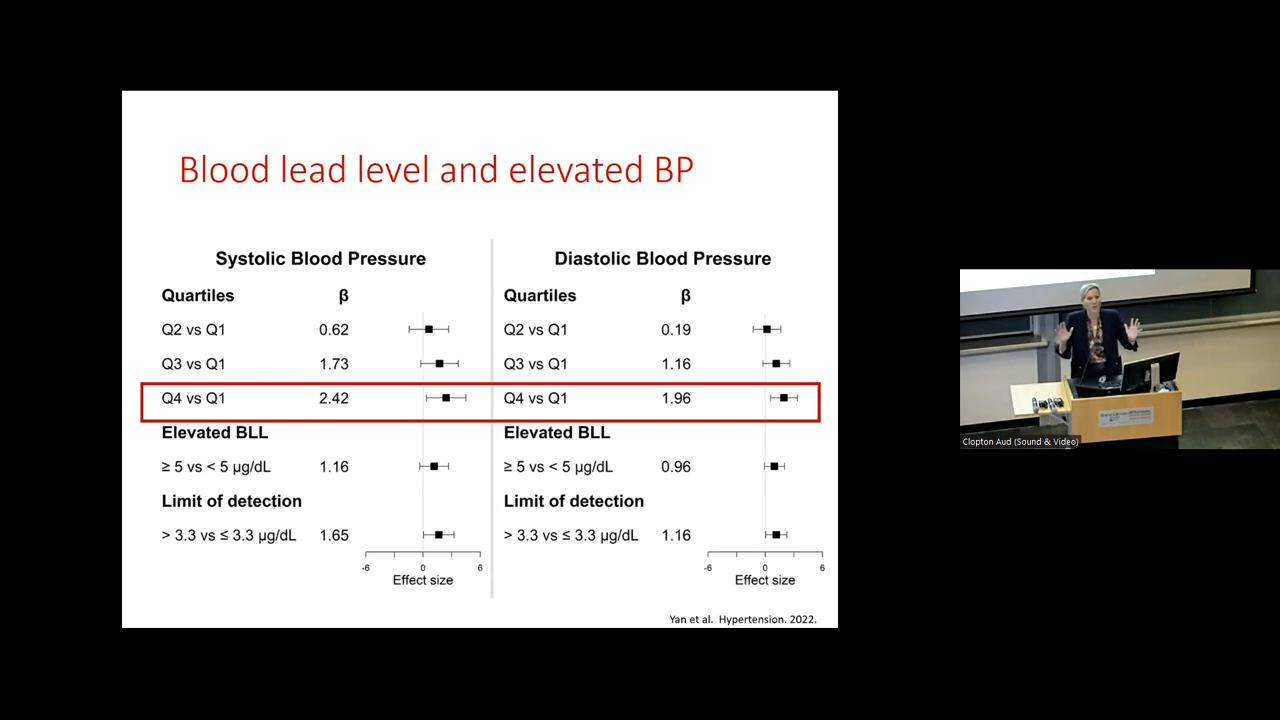 Blood lead level and elevated BP
Systolic Blood Pressure
Quartiles β
Q2 vs Q1 0.62
Q3 vs Q1 1.73
Q4 vs Q1 2.42
Elevated BLL
≥ 5 vs < 5 µg/dL 1.16
Limit of detection
> 3.3 vs ≤ 3.3 µg/dL 1.65
-6 0 6
Effect size
Diastolic Blood Pressure
Quartiles β
Q2 vs Q1 0.19
Q3 vs Q1 1.16
Q4 vs Q1 1.96
Elevated BLL
≥ 5 vs < 5 µg/dL 0.96
Limit of detection
> 3.3 vs ≤ 3.3 µg/dL 1.16
-6 0 6
Effect size
Yan et al. Hypertension. 2022.
Clopton Aud (Sound & Video)